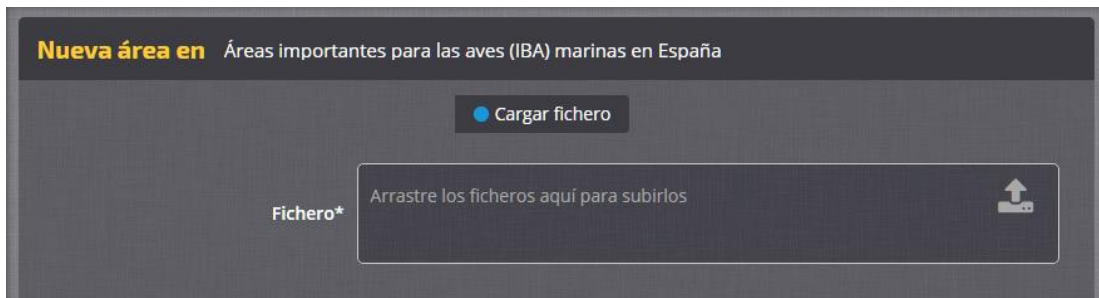 Nueva área en Áreas importantes para las aves (IBA) marinas en España
Cargar fichero
Arrastre los ficheros aquí para subirlos
Fichero*